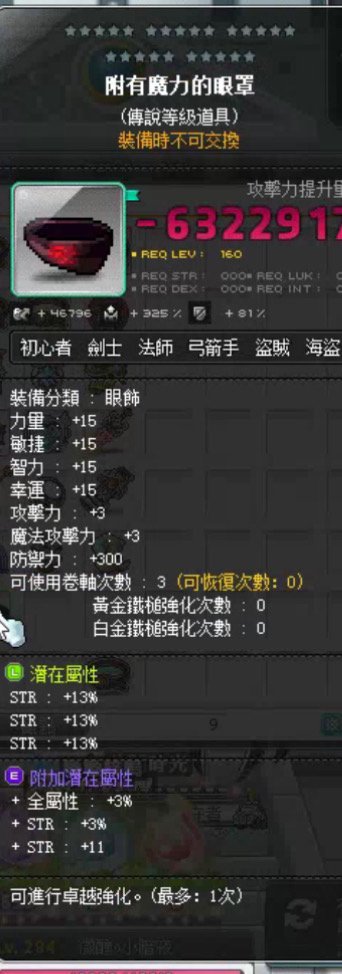 附有魔力的眼罩
(傳說等級道具)
裝備時不可交換
攻擊力提升量
-6322917
REQ LEV : 160
REQ STR : 000 REQ LUK : 
REQ DEX : 000 REQ INT : 
+ 46796 + 325 % + 81 %
初心者 劍士 法師 弓箭手 盜賊 海盜
裝備分類 : 眼飾
力量 : +15
敏捷 : +15
智力 : +15
幸運 : +15
攻擊力 : +3
魔法攻擊力 : +3
防禦力 : +300
可使用卷軸次數 : 3 (可恢復次數: 0)
黃金鐵鎚強化次數 : 0
白金鐵鎚強化次數 : 0
L 潛在屬性
STR : +13%
STR : +13%
STR : +13%
E 附加潛在屬性
+ 全屬性 : +3%
+ STR : +3%
+ STR : +11
可進行卓越強化。(最多: 1次)